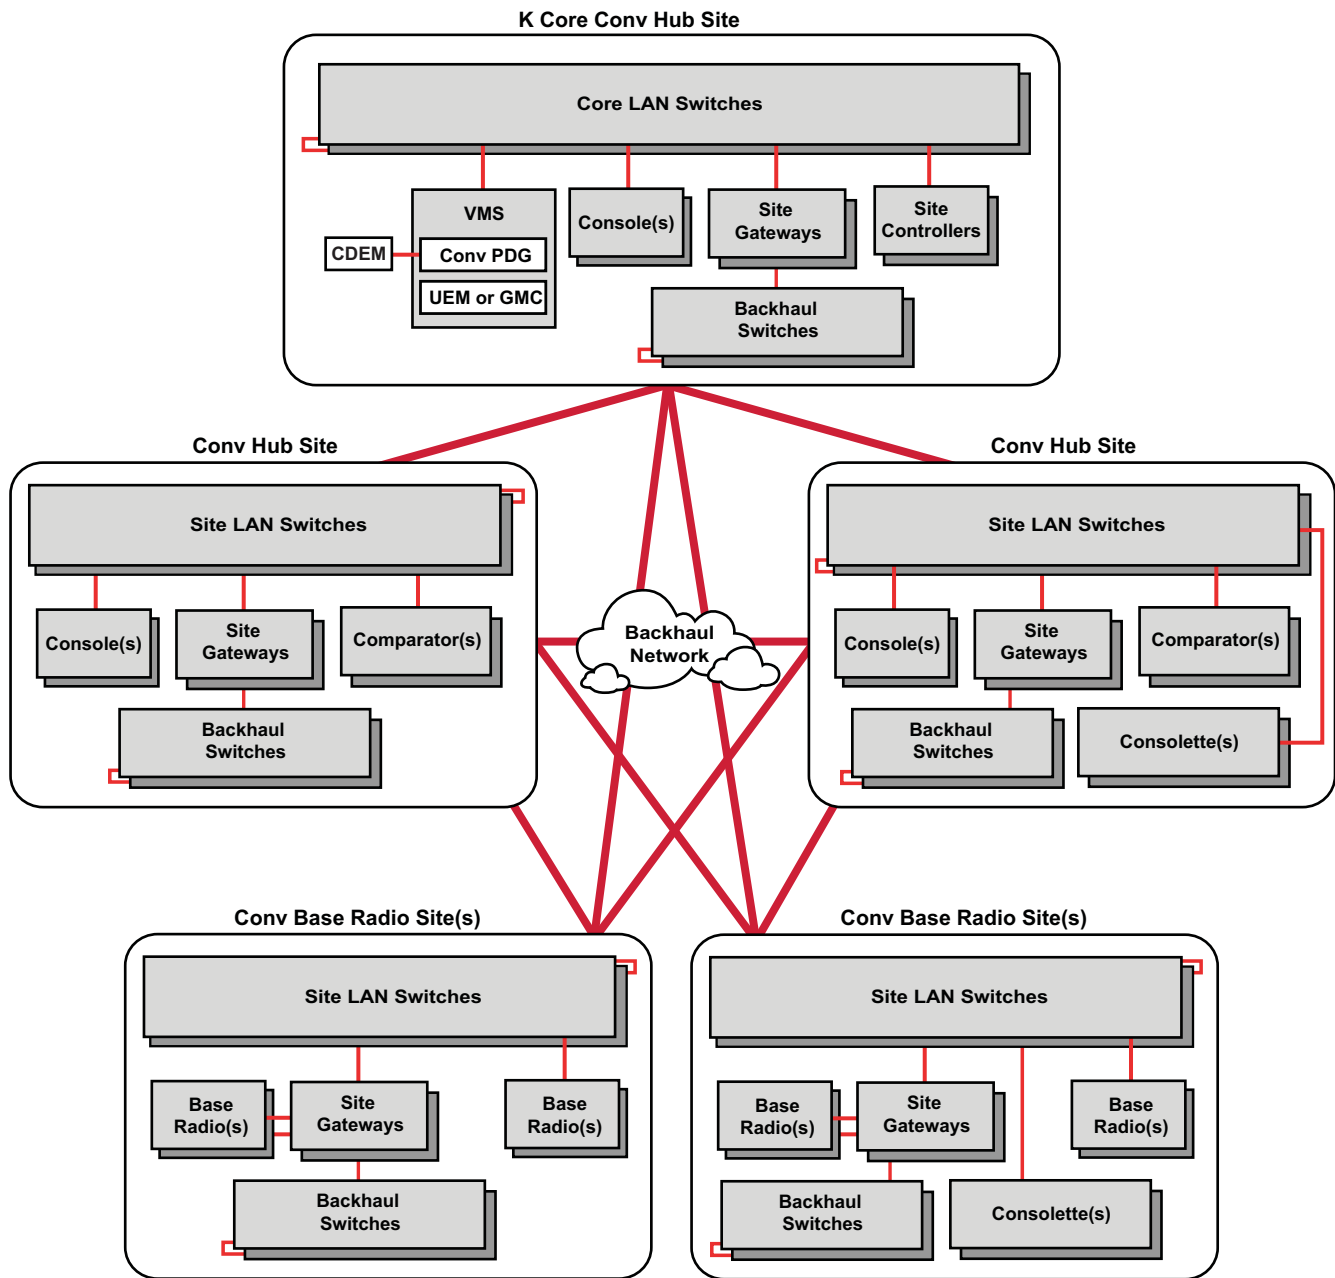 K Core Conv Hub Site
Core LAN Switches
VMS
Console(s)
Site
Gateways
Site
Controllers
CDEM
Conv PDG
UEM or GMC
Backhaul
Switches
Conv Hub Site
Site LAN Switches
Console(s)
Site
Gateways
Comparator(s)
Backhaul
Switches
Backhaul
Network
Conv Hub Site
Site LAN Switches
Console(s)
Site
Gateways
Comparator(s)
Backhaul
Switches
Consolette(s)
Conv Base Radio Site(s)
Site LAN Switches
Base
Radio(s)
Site
Gateways
Base
Radio(s)
Backhaul
Switches
Conv Base Radio Site(s)
Site LAN Switches
Base
Radio(s)
Site
Gateways
Base
Radio(s)
Backhaul
Switches
Consolette(s)